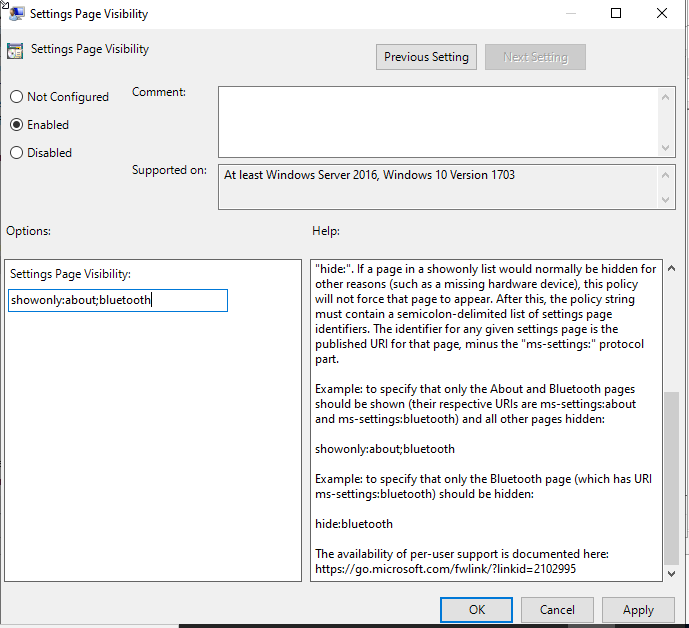 Settings Page Visibility
Settings Page Visibility
Previous Setting
Next Setting
Not Configured
Comment:
Enabled
Disabled
Supported on:
At least Windows Server 2016, Windows 10 Version 1703
Options:
Help:
Settings Page Visibility:
showonly:about;bluetooth
"hide:". If a page in a showonly list would normally be hidden for
other reasons (such as a missing hardware device), this policy
will not force that page to appear. After this, the policy string
must contain a semicolon-delimited list of settings page
identifiers. The identifier for any given settings page is the
published URI for that page, minus the "ms-settings:" protocol
part.
Example: to specify that only the About and Bluetooth pages
should be shown (their respective URIs are ms-settings:about
and ms-settings:bluetooth) and all other pages hidden:
showonly:about;bluetooth
Example: to specify that only the Bluetooth page (which has URI
ms-settings:bluetooth) should be hidden:
hide:bluetooth
The availability of per-user support is documented here:
https://go.microsoft.com/fwlink/?linkid=2102995
OK
Cancel
Apply